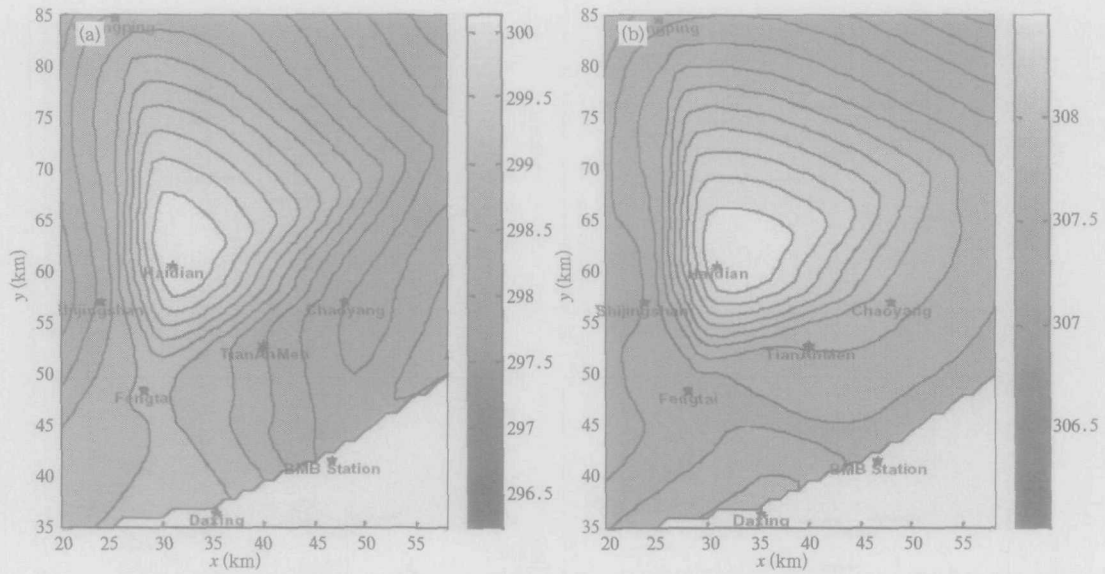 (a)
85
80
75
70
65
60
55
50
45
40
35
y (km)
20
25
30
35
40
45
50
55
x (km)
Haidian
Shijingshan
Chaoyang
TianAnMen
Fengtai
BMB Station
Daxing
300
299.5
299
298.5
298
297.5
297
296.5
(b)
85
80
75
70
65
60
55
50
45
40
35
y (km)
20
25
30
35
40
45
50
55
x (km)
Haidian
Shijingshan
Chaoyang
TianAnMen
Fengtai
BMB Station
Daxing
308
307.5
307
306.5